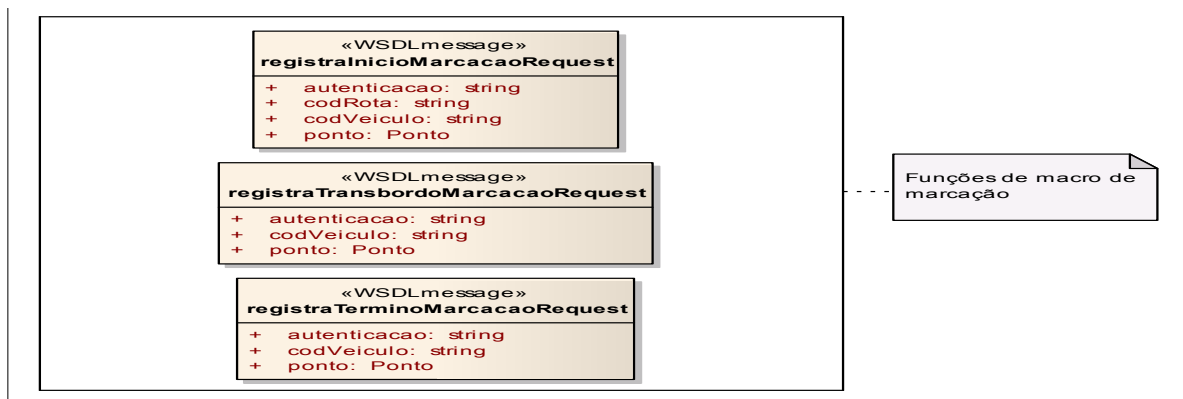 «WSDLmessage»
registraInicioMarcacaoRequest
+ autenticacao: string
+ codRota: string
+ codVeiculo: string
+ ponto: Ponto
«WSDLmessage»
registraTransbordoMarcacaoRequest
+ autenticacao: string
+ codVeiculo: string
+ ponto: Ponto
«WSDLmessage»
registraTerminoMarcacaoRequest
+ autenticacao: string
+ codVeiculo: string
+ ponto: Ponto
Funções de macro de
marcação